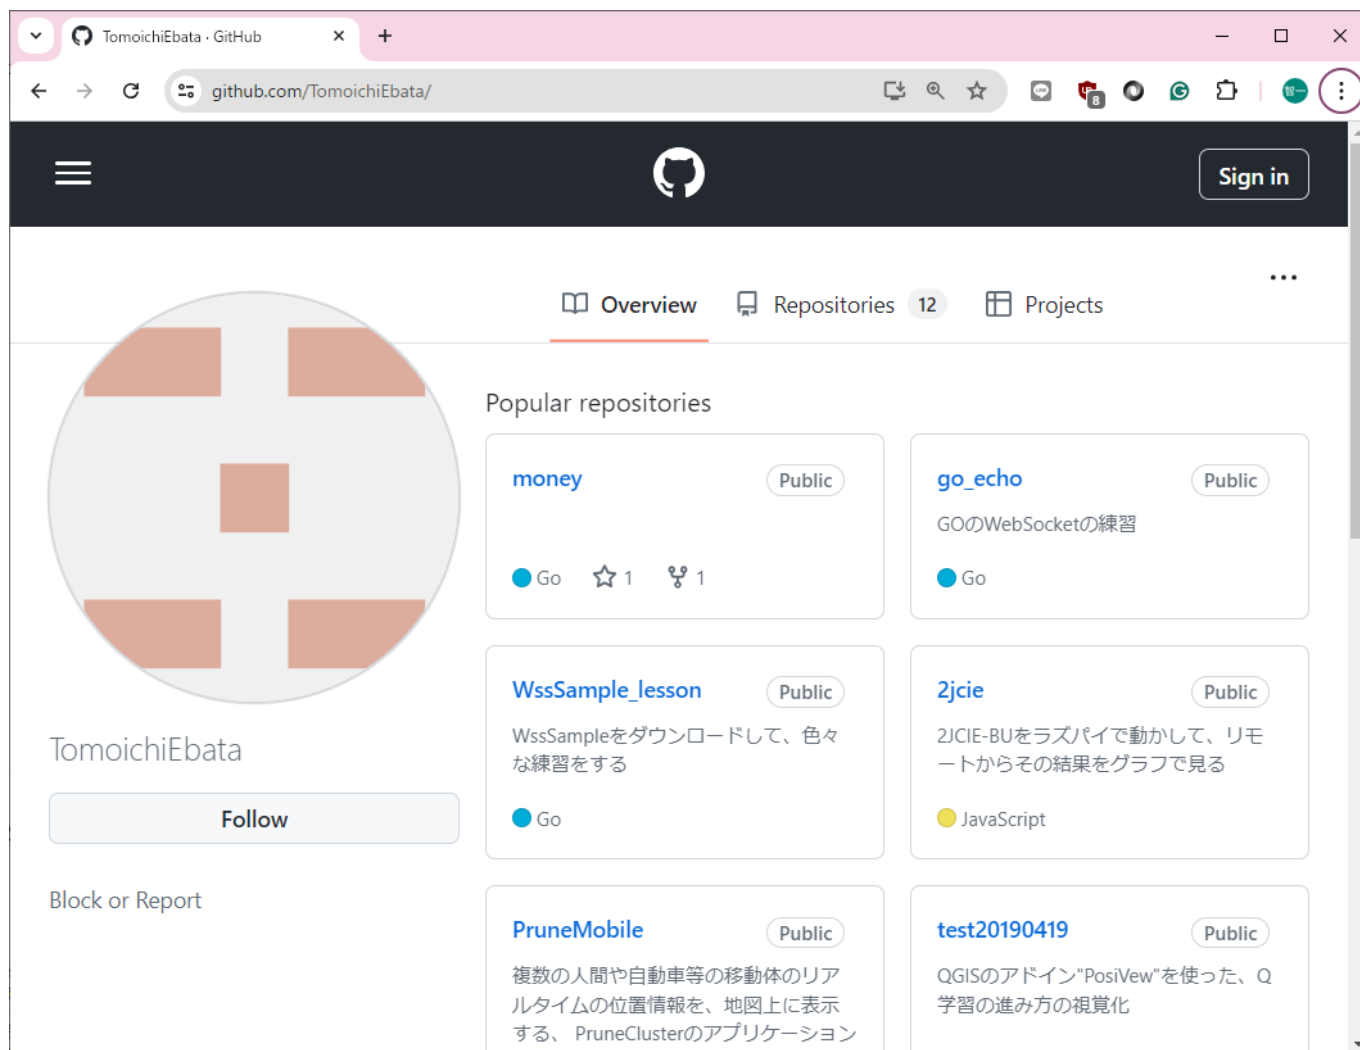 TomoichiEbata · GitHub
github.com/TomoichiEbata/
8
智一
Sign in
Overview
Repositories 12
Projects
Popular repositories
money Public
Go 1 1
go_echo Public
GOのWebSocketの練習
Go
WssSample_lesson Public
WssSampleをダウンロードして、色々
な練習をする
Go
2jcie Public
2JCIE-BUをラズパイで動かして、リモ
ートからその結果をグラフで見る
JavaScript
TomoichiEbata
Follow
Block or Report
PruneMobile Public
複数の人間や自動車等の移動体のリア
ルタイムの位置情報を、地図上に表示
する、 PruneClusterのアプリケーション
test20190419 Public
QGISのアドイン"PosiVew"を使った、Q
学習の進み方の視覚化